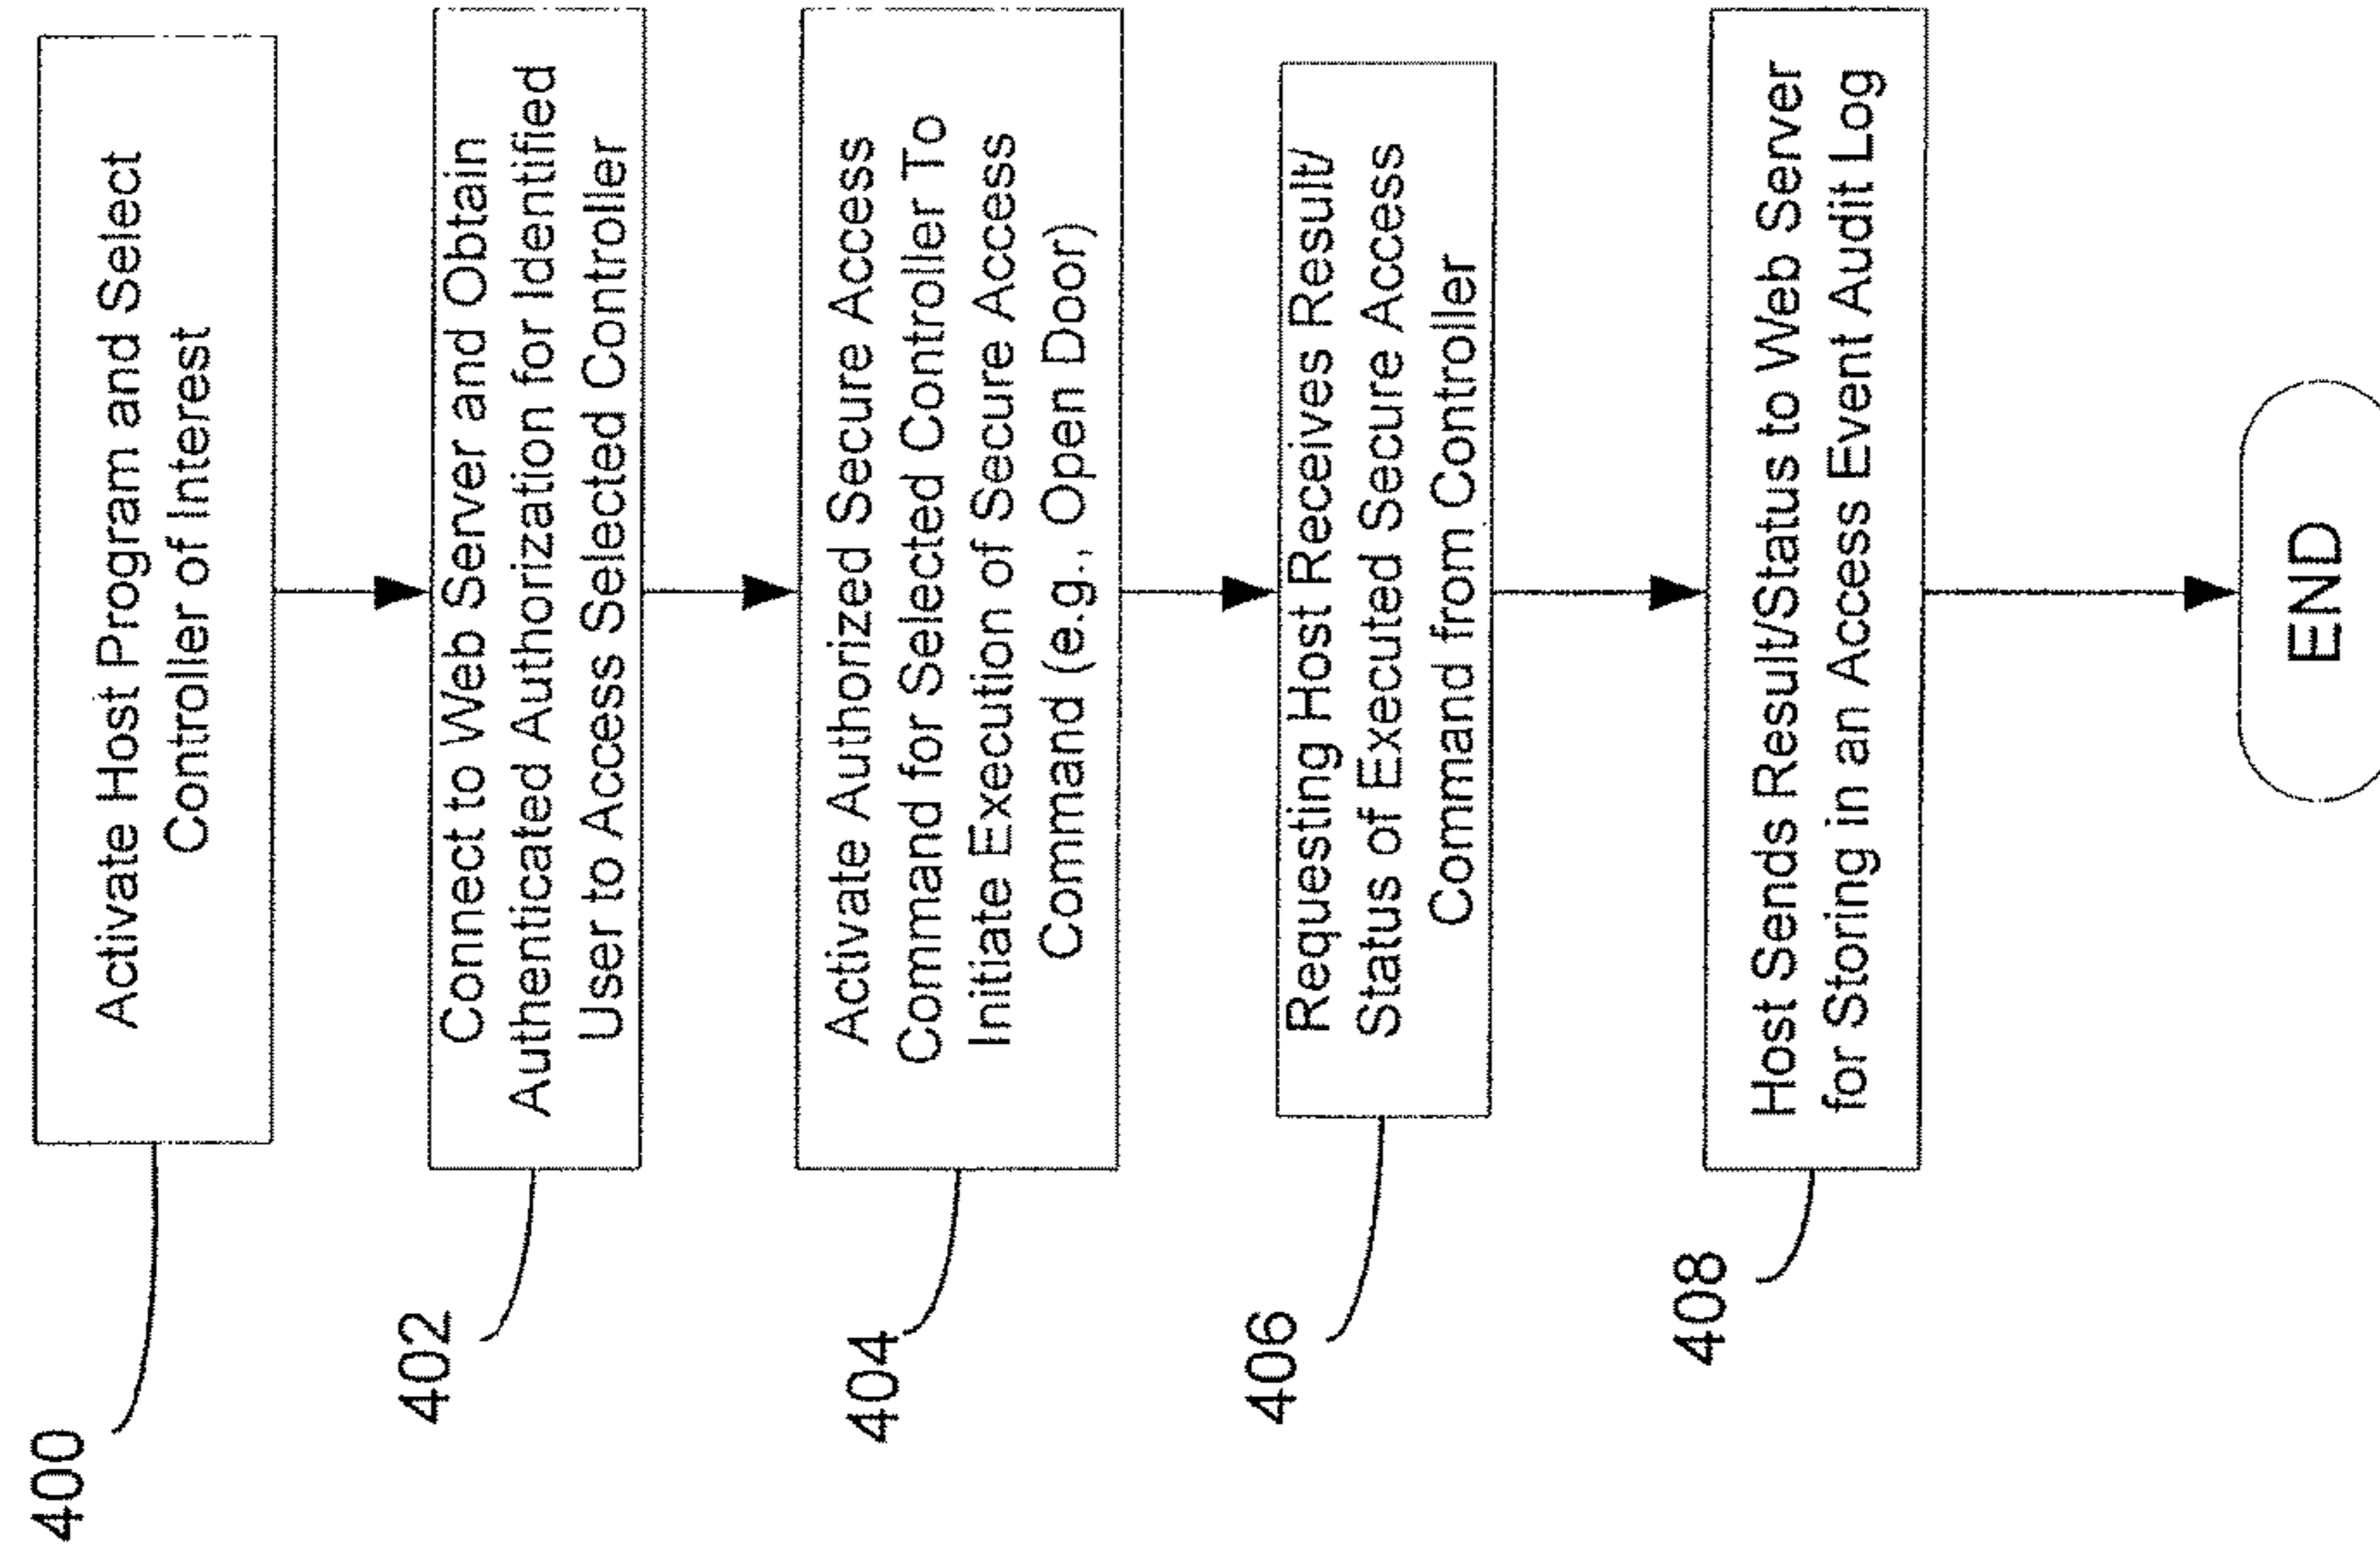 400
Activate Host Program and Select
Controller of Interest
402
Connect to Web Server and Obtain
Authenticated Authorization for Identified
User to Access Selected Controller
404
Activate Authorized Secure Access
Command for Selected Controller To
Initiate Execution of Secure Access
Command (e.g., Open Door)
406
Requesting Host Receives Result/
Status of Executed Secure Access
Command from Controller
408
Host Sends Result/Status to Web Server
for Storing in an Access Event Audit Log
END